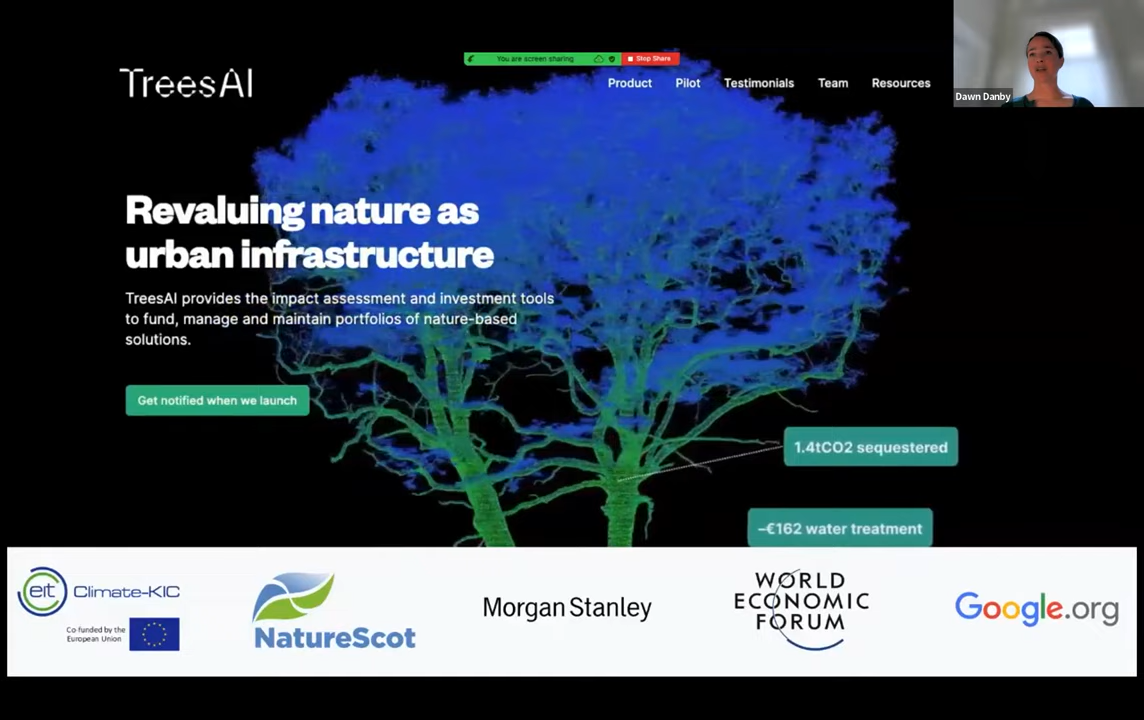 You are screen sharing
Stop Share
TreesAI
Product
Pilot
Testimonials
Team
Resources
Dawn Danby
Revaluing nature as
urban infrastructure
TreesAI provides the impact assessment and investment tools
to fund, manage and maintain portfolios of nature-based
solutions.
Get notified when we launch
1.4tCO2 sequestered
–€162 water treatment
eit Climate-KIC
Co-funded by the
European Union
NatureScot
Morgan Stanley
WORLD
ECONOMIC
FORUM
Google.org